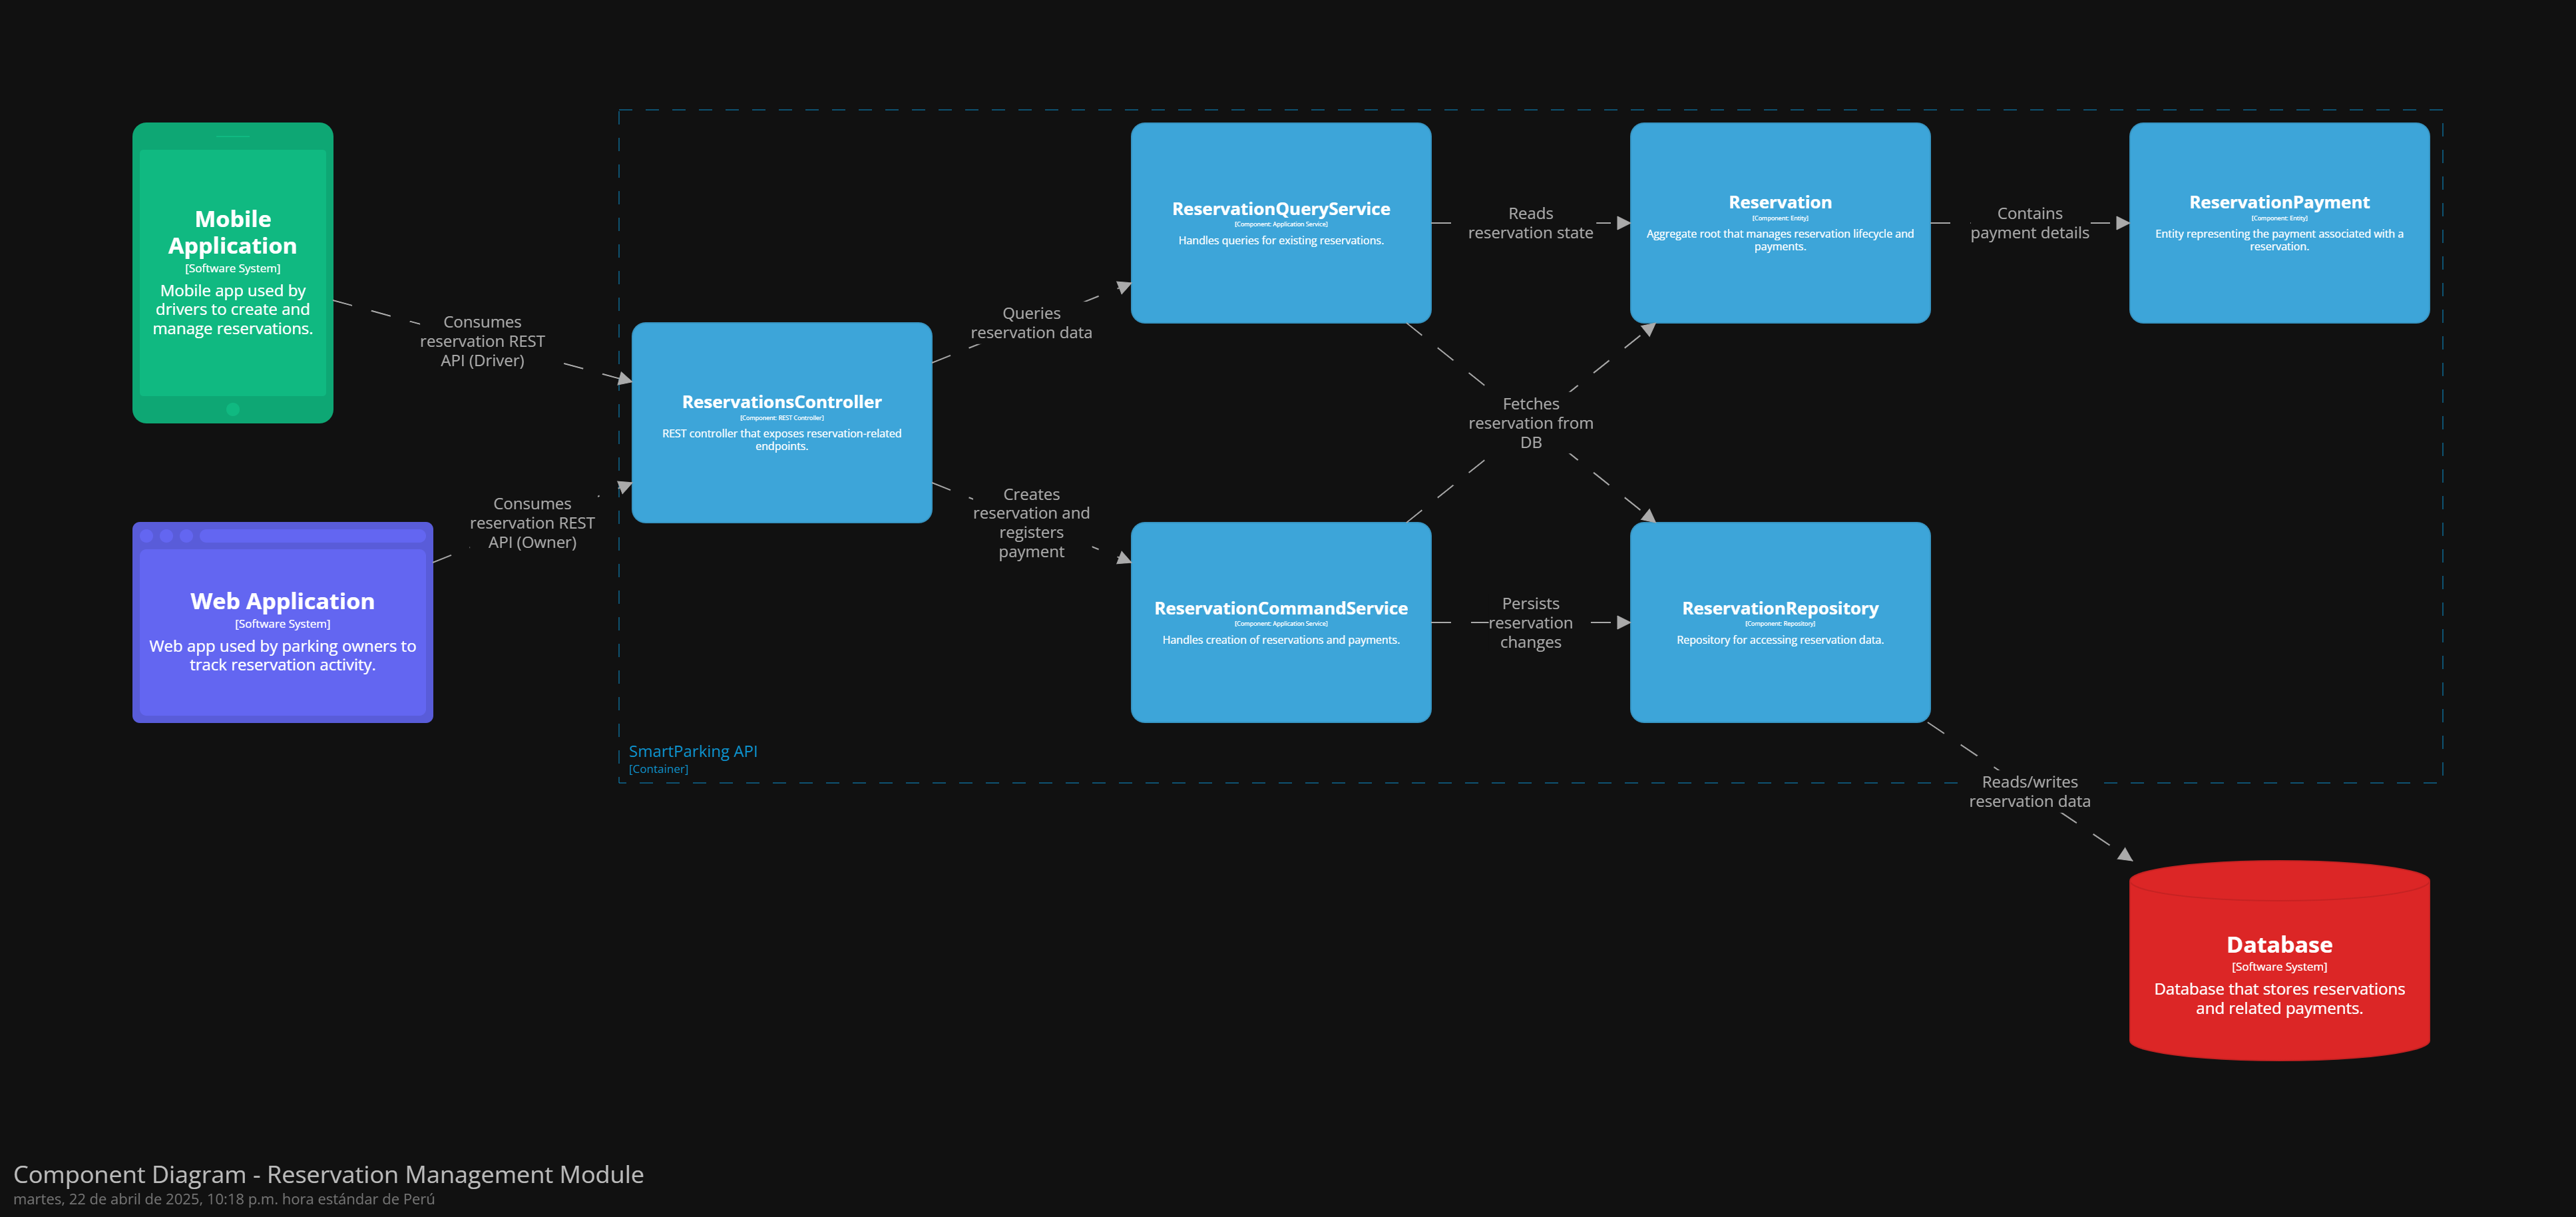 Mobile
Application
[Software System]
Mobile app used by
drivers to create and
manage reservations.
Consumes
reservation REST
API (Driver)
Web Application
[Software System]
Web app used by parking owners to
track reservation activity.
Consumes
reservation REST
API (Owner)
ReservationsController
[Component: REST Controller]
REST controller that exposes reservation-related
endpoints.
Queries
reservation data
Creates
reservation and
registers
payment
ReservationQueryService
[Component: Application Service]
Handles queries for existing reservations.
Reads
reservation state
Reservation
[Component: Entity]
Aggregate root that manages reservation lifecycle and
payments.
Contains
payment details
ReservationPayment
[Component: Entity]
Entity representing the payment associated with a
reservation.
Fetches
reservation from
DB
ReservationCommandService
[Component: Application Service]
Handles creation of reservations and payments.
Persists
reservation
changes
ReservationRepository
[Component: Repository]
Repository for accessing reservation data.
SmartParking API
[Container]
Reads/writes
reservation data
Database
[Software System]
Database that stores reservations
and related payments.
Component Diagram - Reservation Management Module
martes, 22 de abril de 2025, 10:18 p.m. hora estándar de Perú